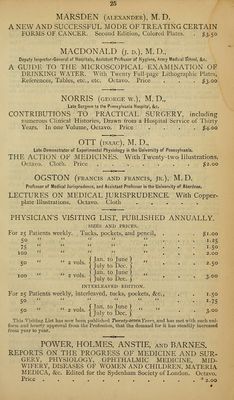 25
MARSDEN (ALEXANDER), M. D.
A NEW AND SUCCESSFUL MODE OF TREATING CERTAIN
FORMS OF CANCER. Second Edition, Colored Plates. . $3.50
MACDONALD (J. D.), M. D.,
Deputy Inspector-General of Hospitals, Assistant Professor of Hygiene, Army Medical School, &c.
A GUIDE TO THE MICROSCOPICAL EXAMINATION OF
DRINKING WATER. With Twenty Full-page Lithographic Plates,
References, Tables, etc., etc. Octavo. Price . . . $3.00
NORRIS (GEORGE W.), M. D.,
Late Surgeon to the Pennsylvania Hospital, &c.
CONTRIBUTIONS TO PRACTICAL SURGERY, including
numerous Clinical Histories, Drawn from a Hospital Service of Thirty
Years. In one Volume, Octavo. Price . . . . $4.00
OTT (ISAAC), M. D.,
Late Demonstrator of Experimental Physiology in the University of Pennsylvania.
THE ACTION OF MEDICINES. With Twenty-two Illustrations.
Octavo. Cloth. Price . . . . . $2.00
OGSTON (FRANCIS AND FRANCIS, JR.), M. D.
Professor of Medical Jurisprudence, and Assistant Professor in the University of Aberdeen.
LECTURES ON MEDICAL JURISPRUDENCE. With Copper-
plate Illustrations. Octavo. Cloth
PHYSICIAN'S VISITING LIST, PUBLISHED ANNUALLY.
SIZES AND PRICES.
For 25 Patients weekly. Tucks, pockets, and pencil, . . $1.00
50 " " " " " . . 1.25
75 " " " " " . . 1.50
100 " " " " " . . 2.00
50 " " 2 vols. { Jan. to June } { July to Dec. } " . . 2.50
100 " " 2 vols. { Jan. to June } { July to Dec. } " . . 3.00
INTERLEAVED EDITION.
For 25 Patients weekly, interleaved, tucks, pockets, &c., . . 1.50
50 " " " " " . . 1.75
50 " " 2 vols. { Jan. to June } { July to Dec. } " . . 3.00
This Visiting List has now been published Years, and has met with such uni-
form and hearty approval from the Profession, that the demand for it has steadily increased
from year to year.
POWER, HOLMES, ANSTIE, AND BARNES.
REPORTS ON THE PROGRESS OF MEDICINE AND SUR-
GERY, PHYSIOLOGY, OPHTHALMIC MEDICINE, MID-
WIFERY, DISEASES OF WOMEN AND CHILDREN, MATERIA
MEDICA, &c. Edited for the Sydenham Society of London. Octavo.
Price . . . . . . . 2.00